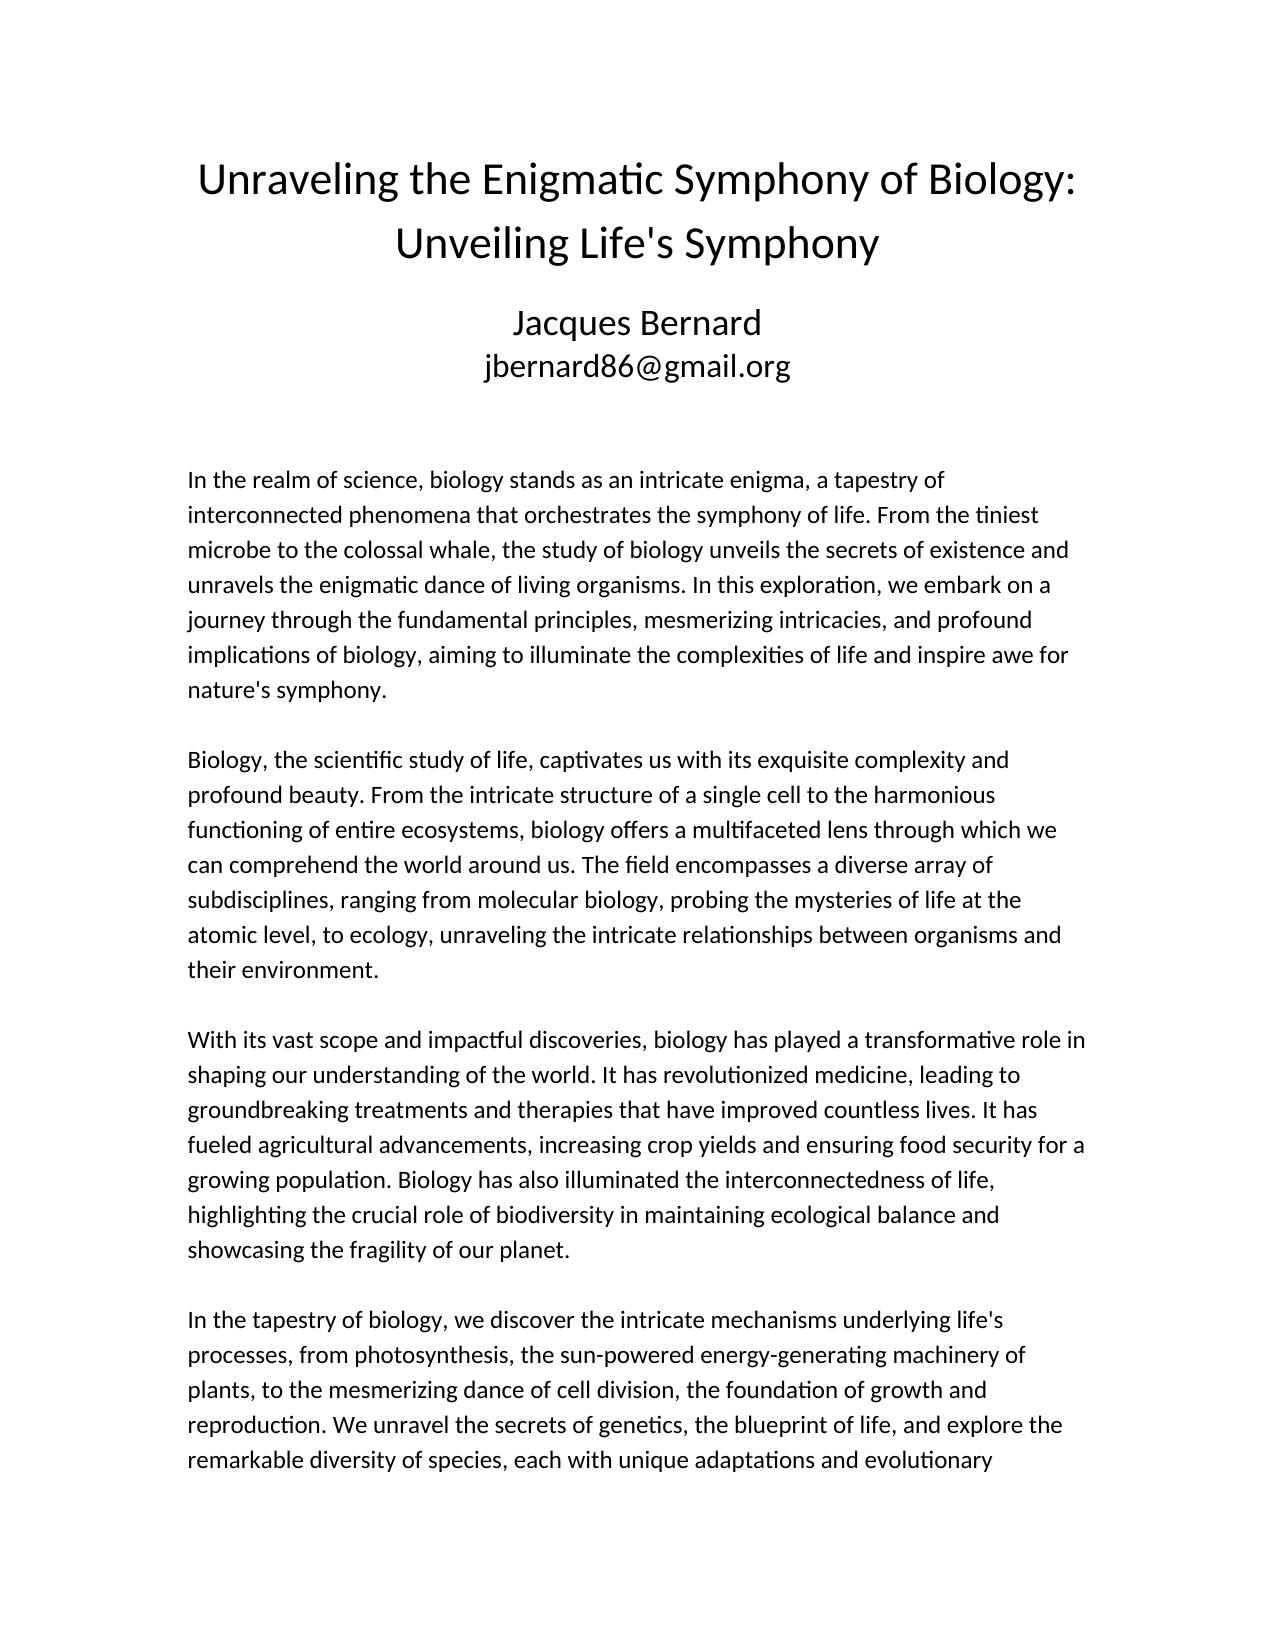 Unraveling the Enigmatic Symphony of Biology:
Unveiling Life's Symphony
Jacques Bernard
jbernard86@gmail.org
In the realm of science, biology stands as an intricate enigma, a tapestry of
interconnected phenomena that orchestrates the symphony of life. From the tiniest
microbe to the colossal whale, the study of biology unveils the secrets of existence and
unravels the enigmatic dance of living organisms. In this exploration, we embark on a
journey through the fundamental principles, mesmerizing intricacies, and profound
implications of biology, aiming to illuminate the complexities of life and inspire awe for
nature's symphony.
Biology, the scientific study of life, captivates us with its exquisite complexity and
profound beauty. From the intricate structure of a single cell to the harmonious
functioning of entire ecosystems, biology offers a multifaceted lens through which we
can comprehend the world around us. The field encompasses a diverse array of
subdisciplines, ranging from molecular biology, probing the mysteries of life at the
atomic level, to ecology, unraveling the intricate relationships between organisms and
their environment.
With its vast scope and impactful discoveries, biology has played a transformative role in
shaping our understanding of the world. It has revolutionized medicine, leading to
groundbreaking treatments and therapies that have improved countless lives. It has
fueled agricultural advancements, increasing crop yields and ensuring food security for a
growing population. Biology has also illuminated the interconnectedness of life,
highlighting the crucial role of biodiversity in maintaining ecological balance and
showcasing the fragility of our planet.
In the tapestry of biology, we discover the intricate mechanisms underlying life's
processes, from photosynthesis, the sun-powered energy-generating machinery of
plants, to the mesmerizing dance of cell division, the foundation of growth and
reproduction. We unravel the secrets of genetics, the blueprint of life, and explore the
remarkable diversity of species, each with unique adaptations and evolutionary